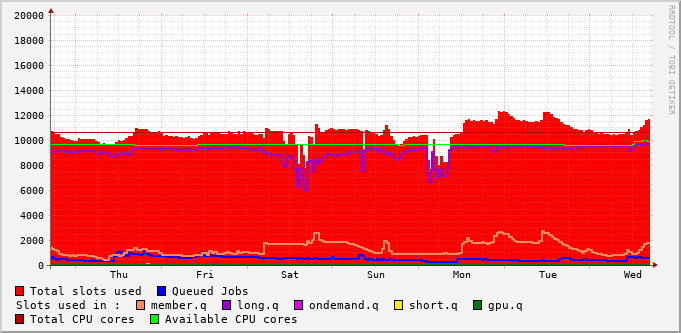 20000
18000
16000
14000
12000
10000
8000
6000
4000
2000
0
Thu Fri Sat Sun Mon Tue Wed
Total slots used Queued Jobs
Slots used in : member.q long.q ondemand.q short.q gpu.q
Total CPU cores Available CPU cores
RRDTOOL / TOBI OETIKER